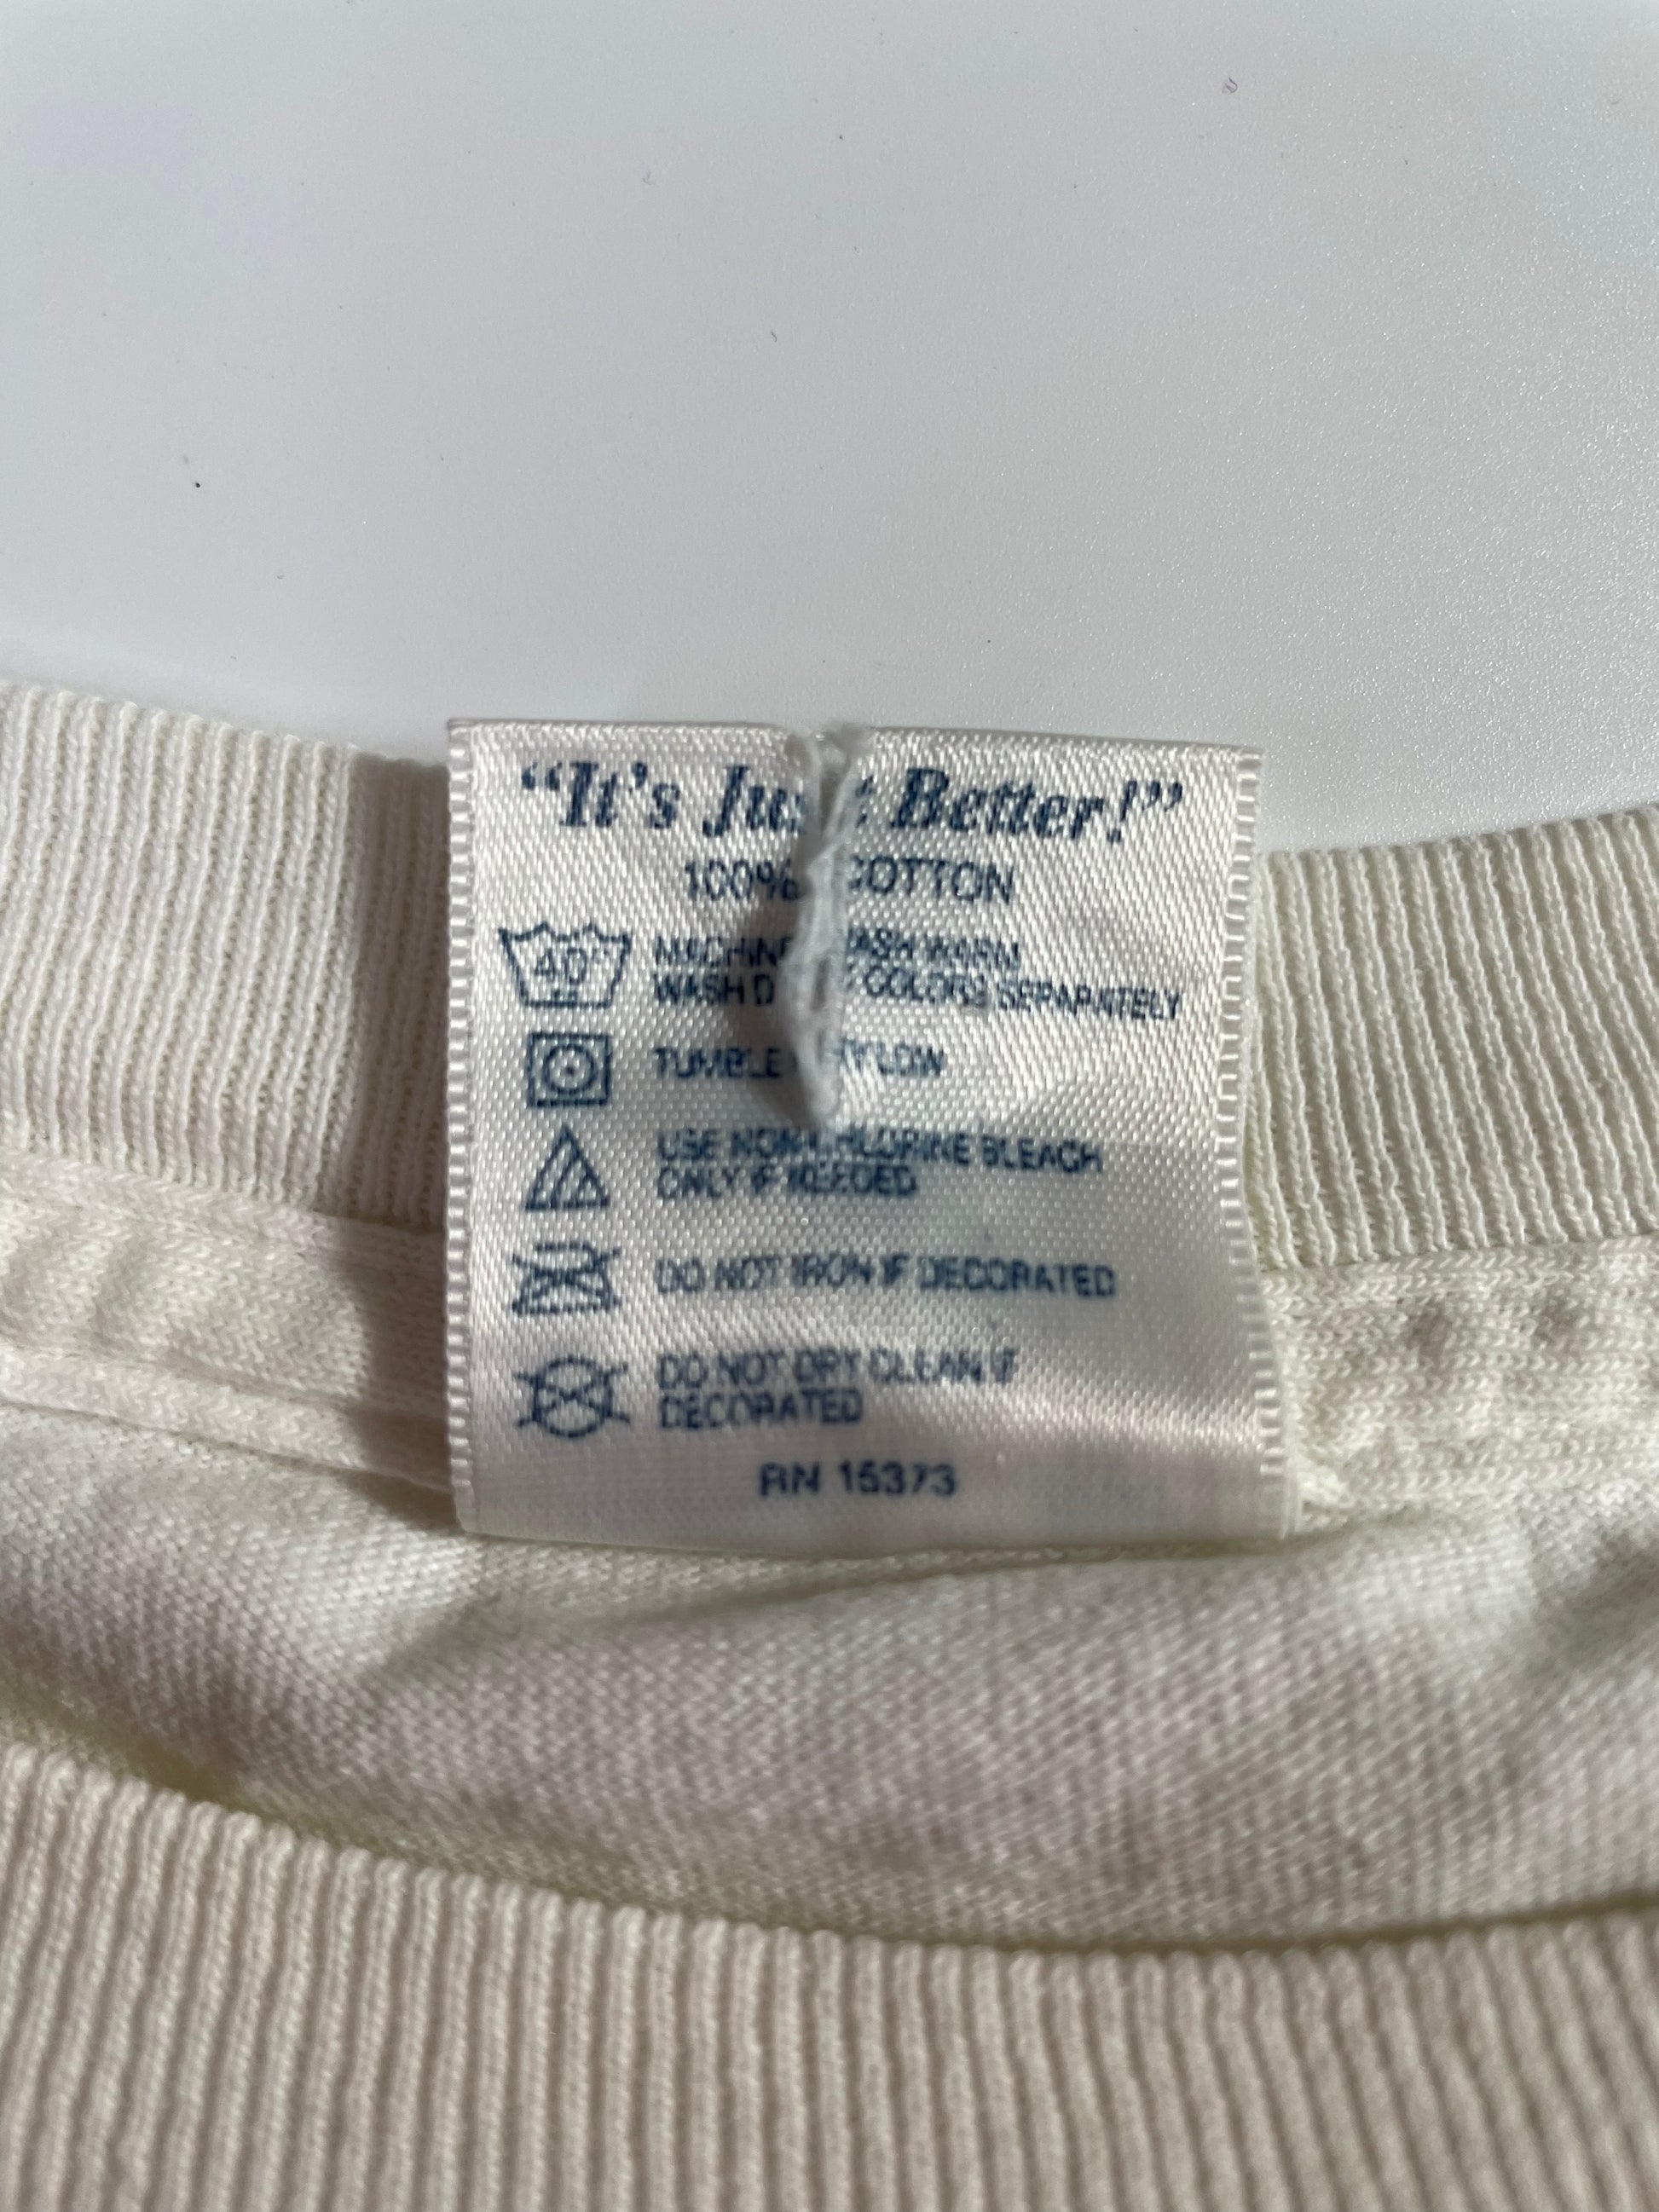 “It's Just Better!”
100% COTTON
40° MACHINE WASH WARM
WASH D COLORS SEPARATELY
TUMBLE DRY LOW
USE NON-CHLORINE BLEACH
ONLY IF NEEDED
DO NOT IRON IF DECORATED
DO NOT DRY CLEAN IF
DECORATED
RN 15373